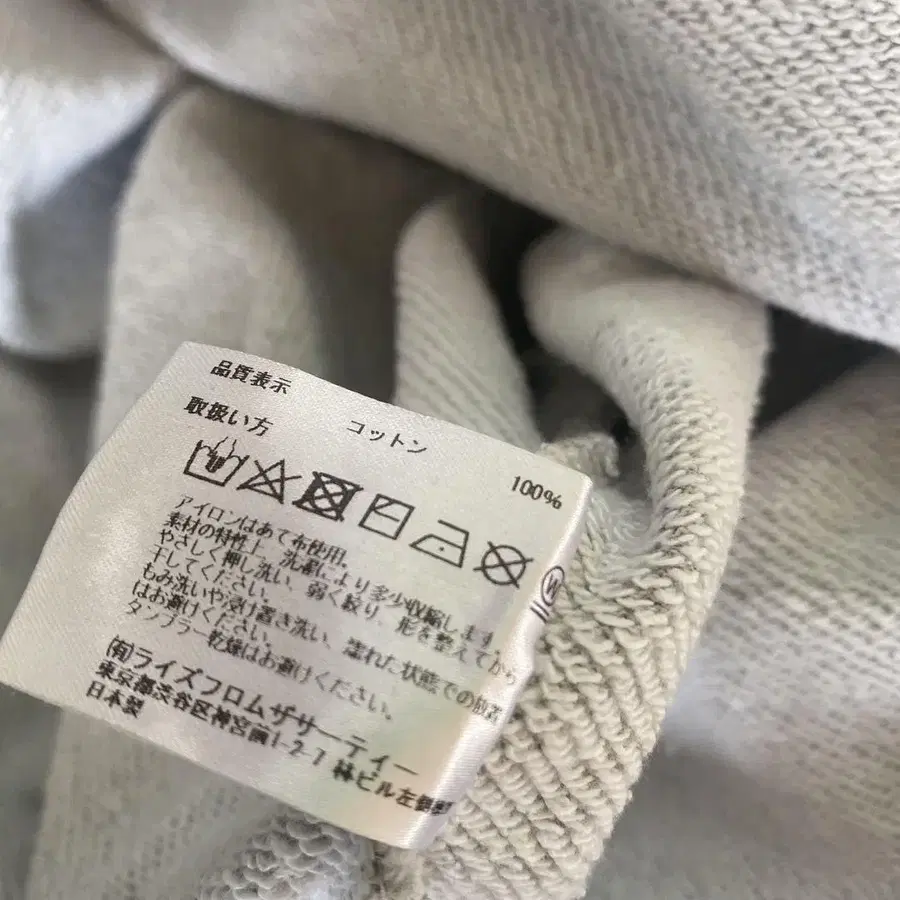 品質表示
コットン 100%
取扱い方
W
アイロンはあて布使用。
素材の特性上、洗濯により多少収縮します
やさしく押し洗い、弱く絞り、形を整えてから
干してください。
もみ洗いや浸け置き洗い、濡れた状態での放置
はお避けください。
タンブラー乾燥はお避けください。
(有)ライズフロムザサーティー
東京都渋谷区神宮前1-2-1 林ビル左側
日本製